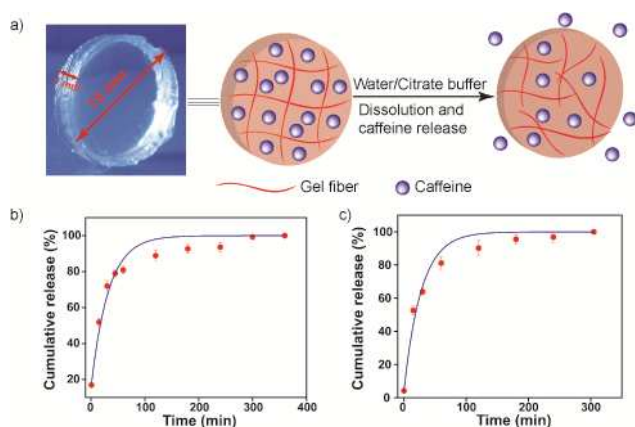 a)
Water/Citrate buffer
Dissolution and
caffeine release
Gel fiber
Caffeine
b)
Cumulative release (%)
100
80
60
40
20
0
100
200
300
400
Time (min)
c)
Cumulative release (%)
100
80
60
40
20
0
0
100
200
300
Time (min)